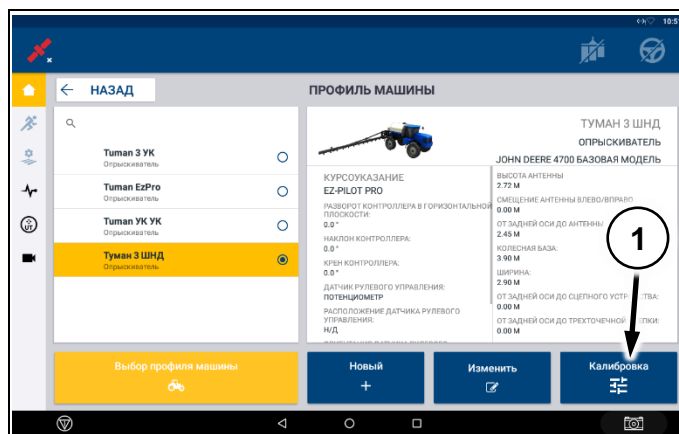 10:5
НАЗАД
ПРОФИЛЬ МАШИНЫ
Tuman 3 УК
Опрыскиватель
Tuman EzPro
Опрыскиватель
Tuman УК УК
Опрыскиватель
Туман 3 ШНД
Опрыскиватель
Выбор профиля машины
ТУМАН 3 ШНД
ОПРЫСКИВАТЕЛЬ
JOHN DEERE 4700 БАЗОВАЯ МОДЕЛЬ
КУРСОУКАЗАНИЕ
EZ-PILOT PRO
РАЗВОРОТ КОНТРОЛЛЕРА В ГОРИЗОНТАЛЬНОЙ
ПЛОСКОСТИ:
0.0 °
НАКЛОН КОНТРОЛЛЕРА:
0.0 °
КРЕН КОНТРОЛЛЕРА:
0.0 °
ДАТЧИК РУЛЕВОГО УПРАВЛЕНИЯ:
ПОТЕНЦИОМЕТР
РАСПОЛОЖЕНИЕ ДАТЧИКА РУЛЕВОГО
УПРАВЛЕНИЯ:
Н/Д
ВЫСОТА АНТЕННЫ
2.72 М
СМЕЩЕНИЕ АНТЕННЫ ВЛЕВО/ВПРАВО
0.00 М
ОТ ЗАДНЕЙ ОСИ ДО АНТЕННЫ
2.45 М
КОЛЕСНАЯ БАЗА:
3.90 М
ШИРИНА:
2.90 М
ОТ ЗАДНЕЙ ОСИ ДО СЦЕПНОГО
0.00 М
ОТ ЗАДНЕЙ ОСИ ДО ТРЕХТОЧЕЧНОЙ
0.00 М
1
Новый
Изменить
Калибровка
UT